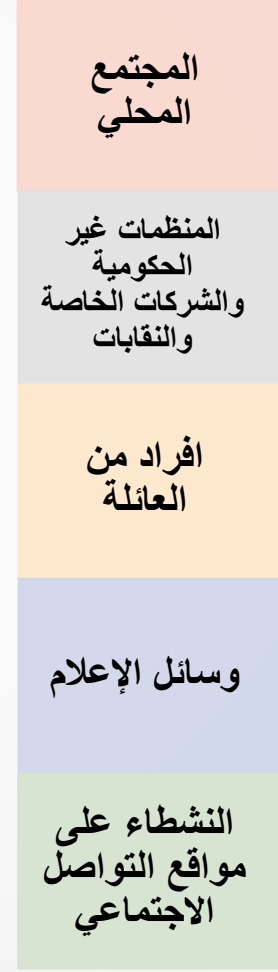 المجتمع
المحلي
المنظمات غير
الحكومية
والشركات الخاصة
والنقابات
افراد من
العائلة
وسائل الإعلام
النشطاء على
مواقع التواصل
الاجتماعي